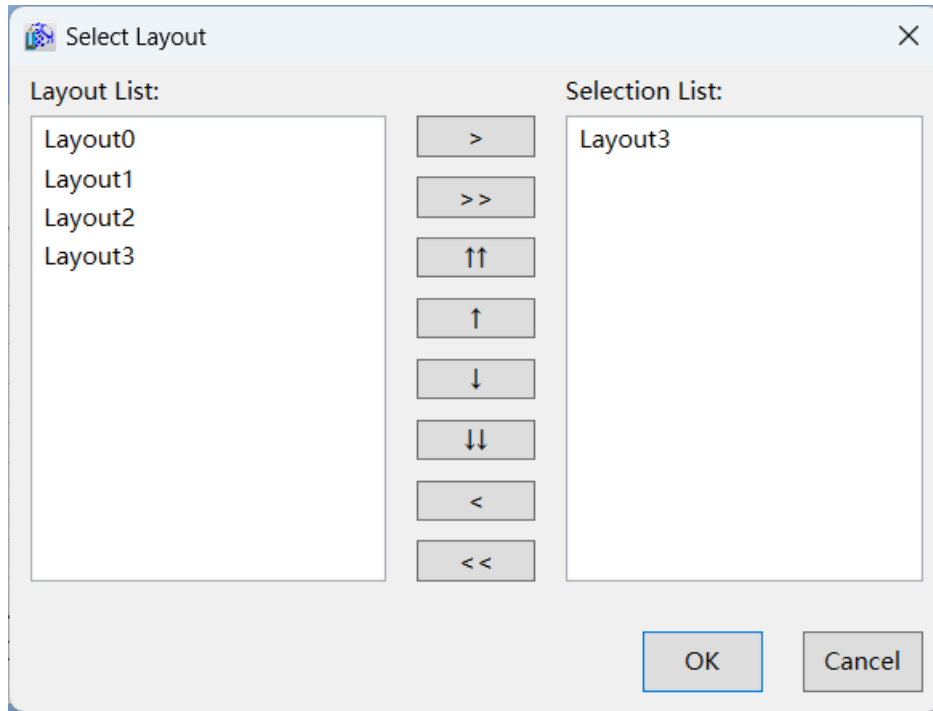 Select Layout
Layout List:
Selection List:
Layout0
Layout1
Layout2
Layout3
>
>>
↑↑
↑
↓
↓↓
<
<<
Layout3
OK
Cancel